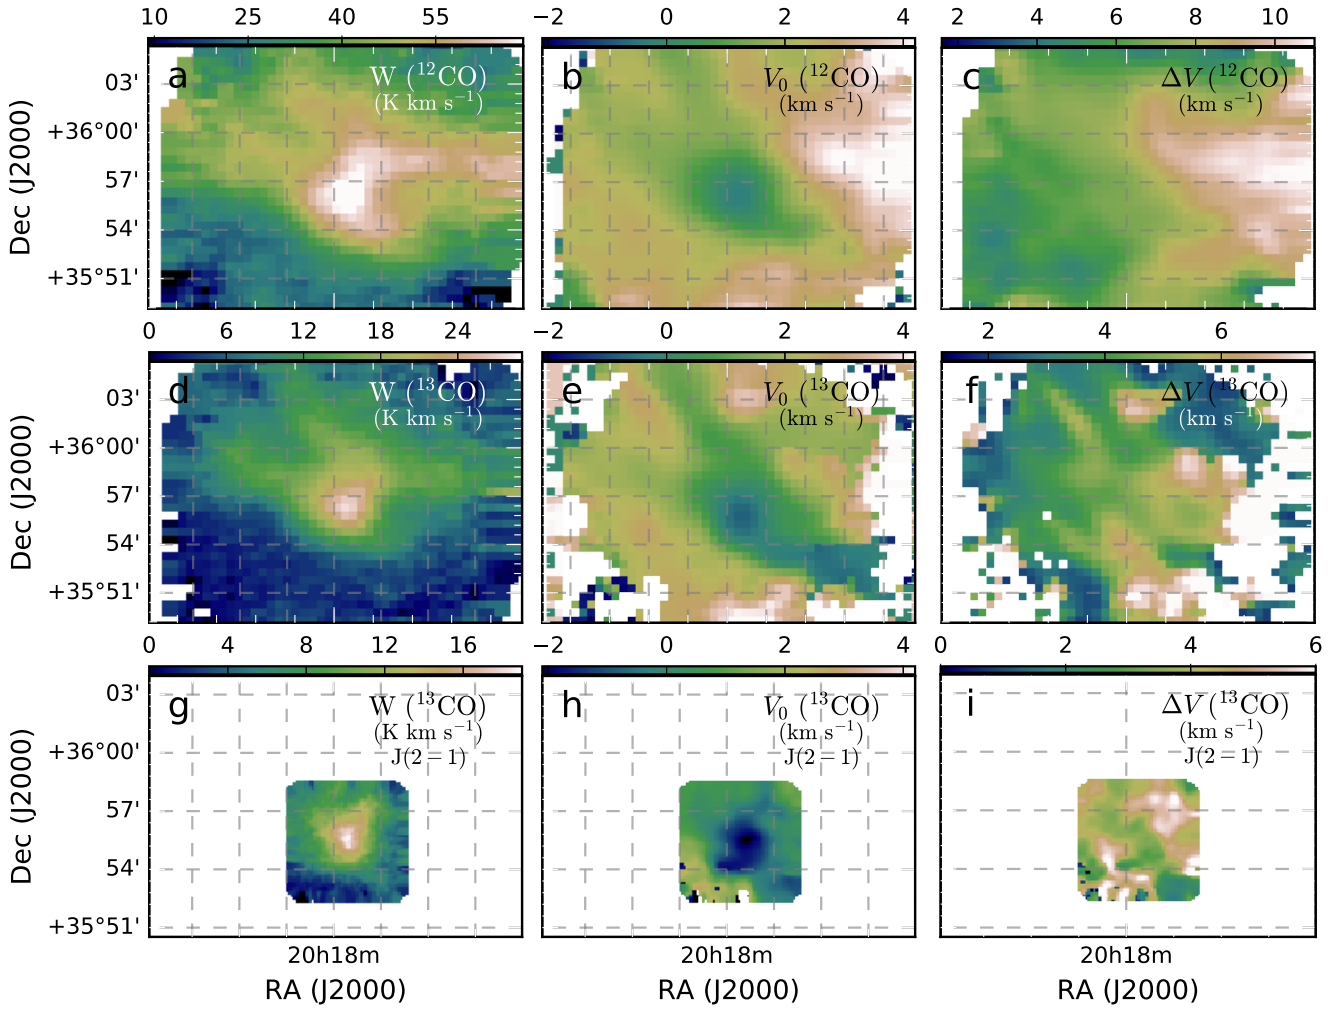 10 25 40 55 −2 0 2 4 2 4 6 8 10
a W (¹²CO) b V₀ (¹²CO) c ΔV (¹²CO)
(K km s⁻¹) (km s⁻¹) (km s⁻¹)
03'
+36°00'
57'
54'
+35°51'
Dec (J2000)
0 6 12 18 24 −2 0 2 4 2 4 6
d W (¹³CO) e V₀ (¹³CO) f ΔV (¹³CO)
(K km s⁻¹) (km s⁻¹) (km s⁻¹)
03'
+36°00'
57'
54'
+35°51'
Dec (J2000)
0 4 8 12 16 −2 0 2 4 0 2 4 6
g W (¹³CO) h V₀ (¹³CO) i ΔV (¹³CO)
(K km s⁻¹) (km s⁻¹) (km s⁻¹)
J(2−1) J(2−1) J(2−1)
03'
+36°00'
57'
54'
+35°51'
Dec (J2000)
20h18m 20h18m 20h18m
RA (J2000) RA (J2000) RA (J2000)